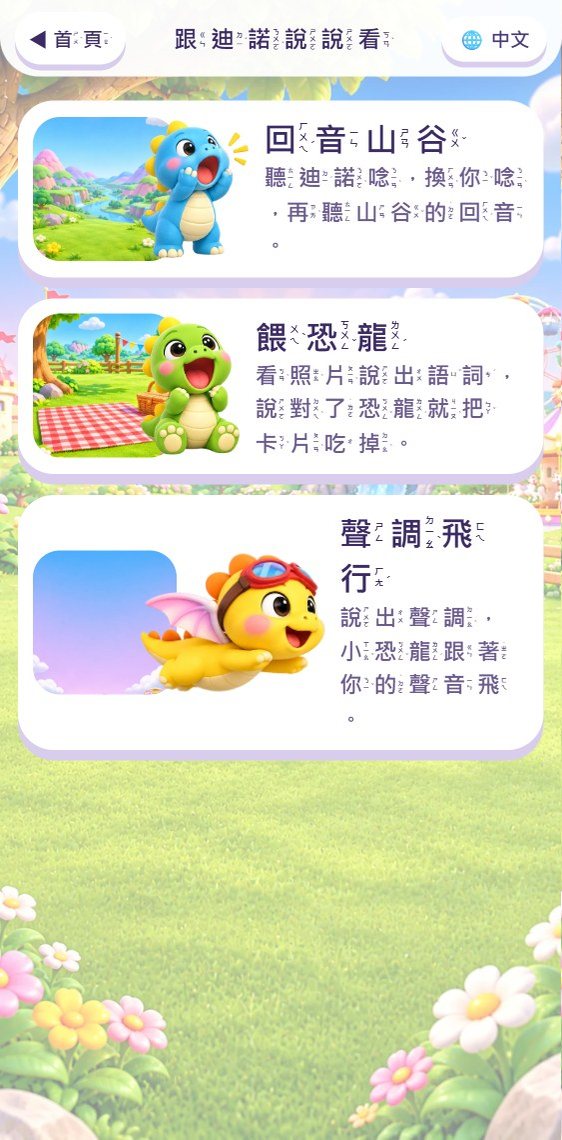 ◀ 首頁
跟迪諾說說看
🌐 中文
回音山谷
聽迪諾唸，換你唸
，再聽山谷的回音
。
餵恐龍
看照片說出語詞，
說對了恐龍就把
卡片吃掉。
聲調飛
行
說出聲調，
小恐龍跟著
你的聲音飛
。